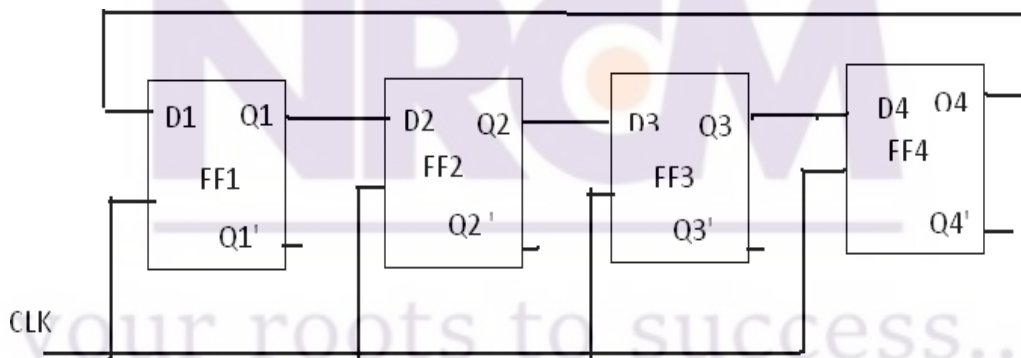 NRCM
D1 Q1 D2 Q2 D3 Q3 D4 Q4
FF1 FF2 FF3 FF4
Q1' Q2' Q3' Q4'
CLK
your roots to success...